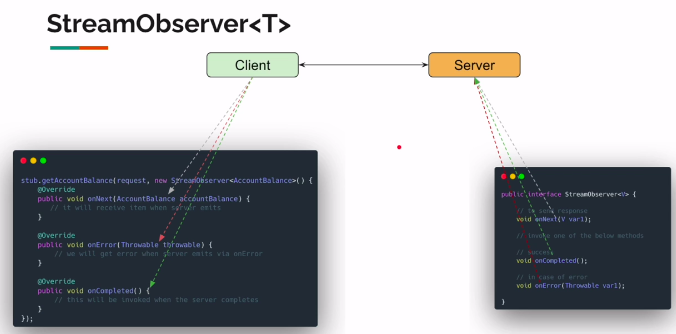 StreamObserver<T>
Client
Server
stub.getAccountBalance(request, new StreamObserver<AccountBalance>() {
@Override
public void onNext(AccountBalance accountBalance) {
// it will receive item when server emits
}
@Override
public void onError(Throwable throwable) {
// we will get error when server emits via onError
}
@Override
public void onCompleted() {
// this will be invoked when the server completes
}
});
public interface StreamObserver<V> {
// to send response
void onNext(V var1);
// invoke one of the below methods
// success
void onCompleted();
// in case of error
void onError(Throwable var1);
}